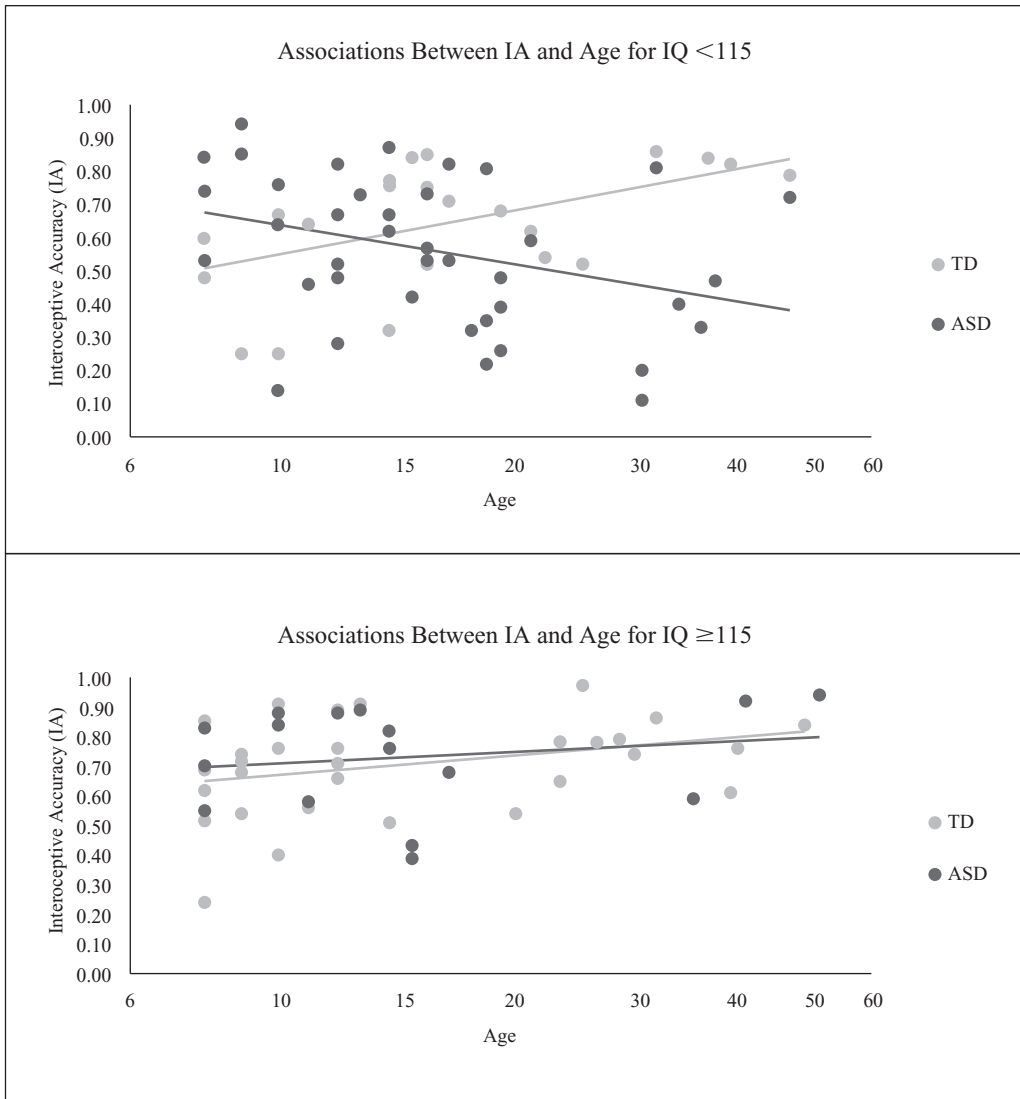 Associations Between IA and Age for IQ <115
Interoceptive Accuracy (IA)
1.00
0.90
0.80
0.70
0.60
0.50
0.40
0.30
0.20
0.10
0.00
6 10 15 20 30 40 50 60
Age
TD
ASD
Associations Between IA and Age for IQ ≥115
Interoceptive Accuracy (IA)
1.00
0.90
0.80
0.70
0.60
0.50
0.40
0.30
0.20
0.10
0.00
6 10 15 20 30 40 50 60
Age
TD
ASD